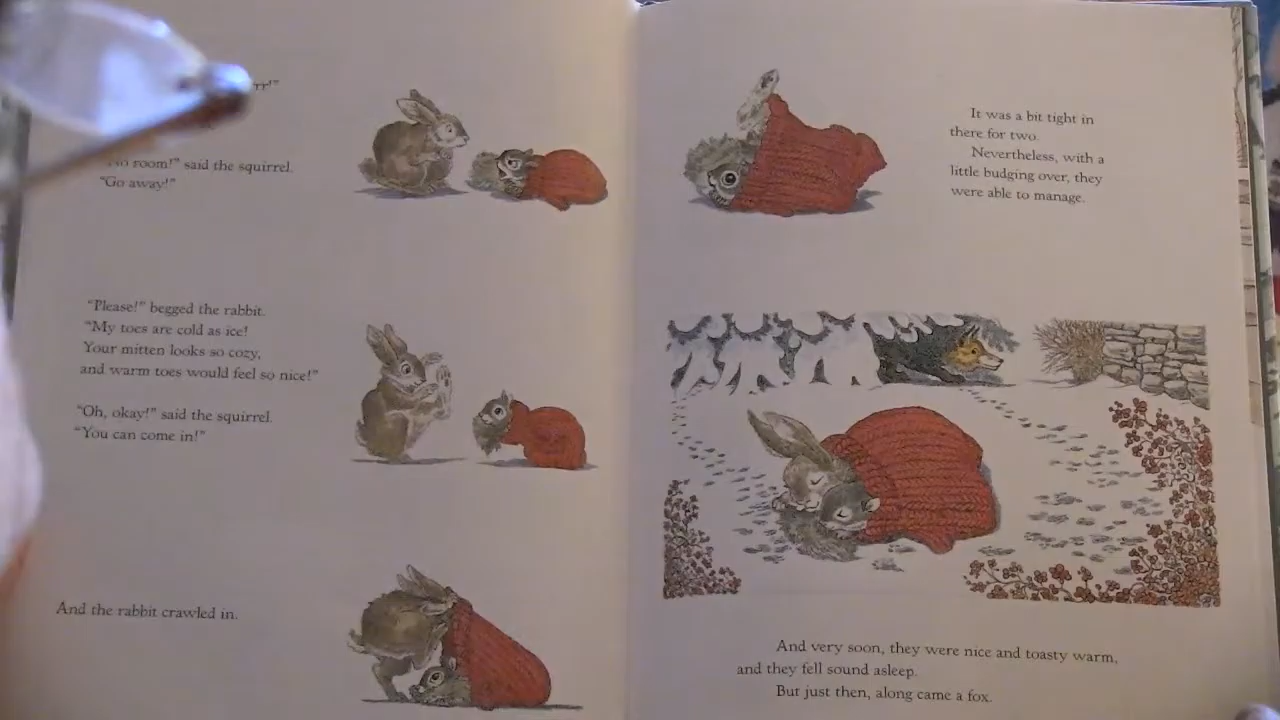 room!" said the squirrel.
"Go away!"
"Please!" begged the rabbit.
"My toes are cold as ice!
Your mitten looks so cozy,
and warm toes would feel so nice!"
"Oh, okay!" said the squirrel.
"You can come in!"
And the rabbit crawled in.
It was a bit tight in
there for two.
Nevertheless, with a
little budging over, they
were able to manage.
And very soon, they were nice and toasty warm,
and they fell sound asleep.
But just then, along came a fox.